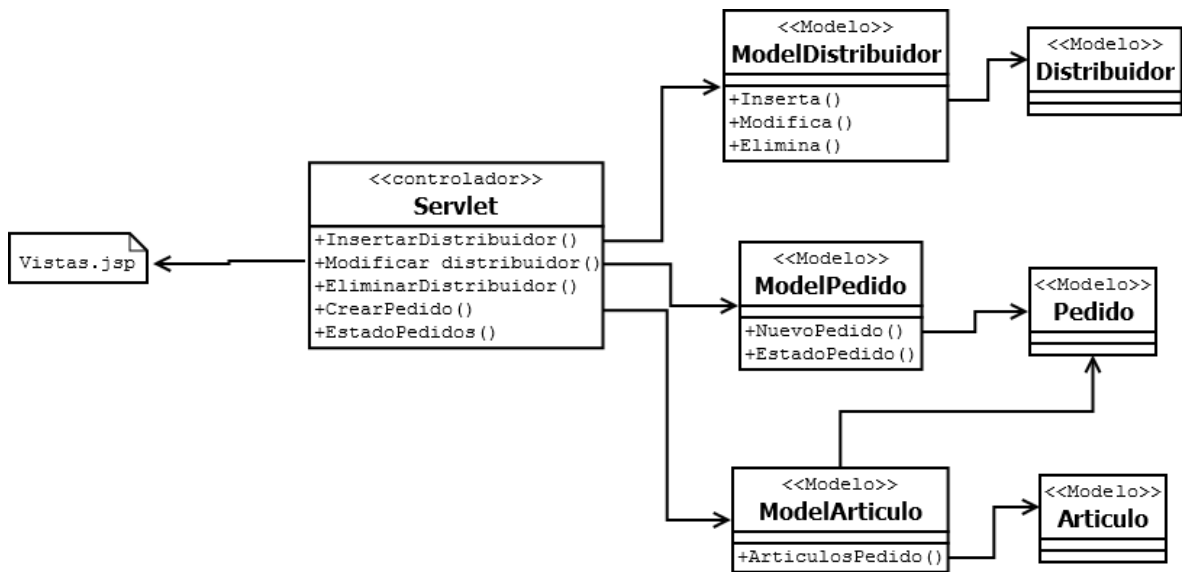 <<Modelo>>
ModelDistribuidor
+Inserta()
+Modifica()
+Elimina()
<<Modelo>>
Distribuidor
<<controlador>>
Servlet
+InsertarDistribuidor()
+Modificar distribuidor()
+EliminarDistribuidor()
+CrearPedido()
+EstadoPedidos()
Vistas.jsp
<<Modelo>>
ModelPedido
+NuevoPedido()
+EstadoPedido()
<<Modelo>>
Pedido
<<Modelo>>
ModelArticulo
+ArticulosPedido()
<<Modelo>>
Articulo